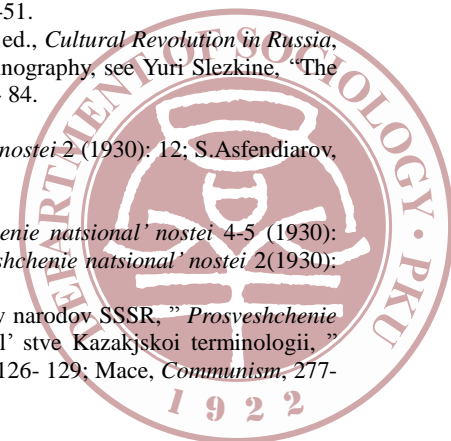 -51.
ed., Cultural Revolution in Russia,
nography, see Yuri Slezkine, “The
- 84.
nostei 2 (1930): 12; S.Asfendiarov,
enie natsional’ nostei 4-5 (1930):
shchenie natsional’ nostei 2(1930):
y narodov SSSR, ” Prosveshchenie
l’ stve Kazakjskoi terminologii, ”
126- 129; Mace, Communism, 277-
DEPARTMENT OF SOCIOLOGY • PKU
1922